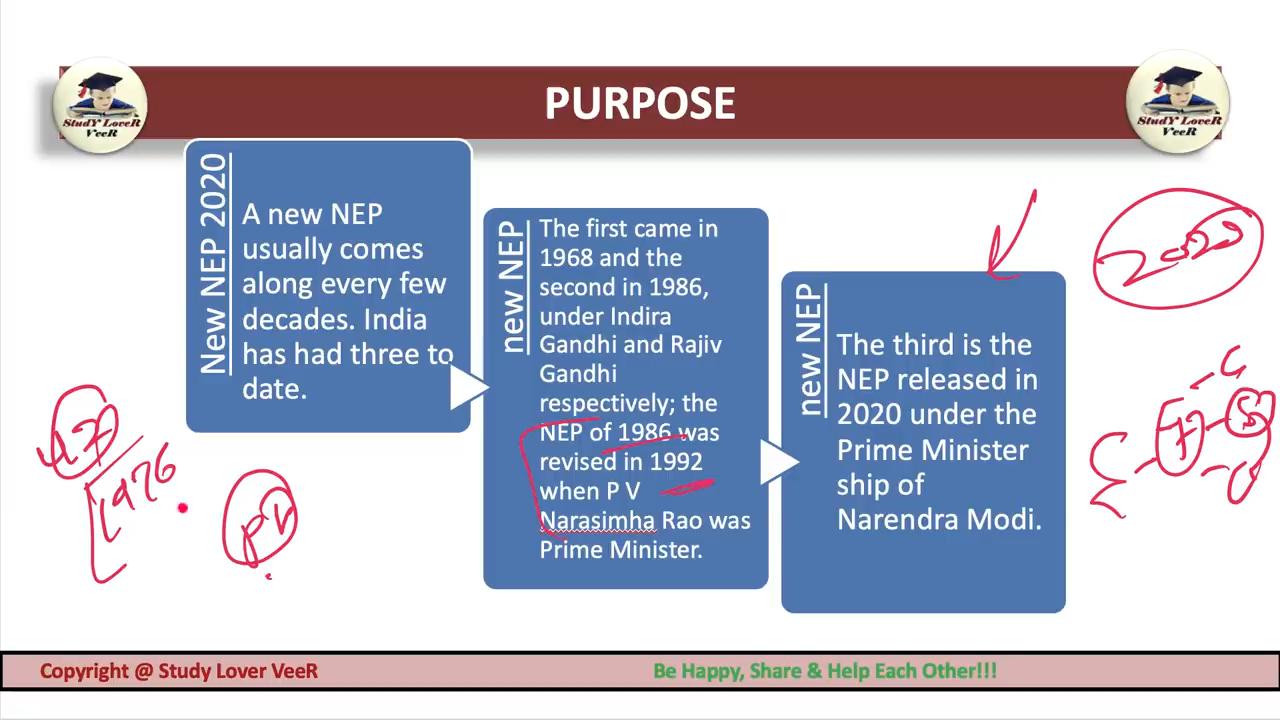 PURPOSE
StudY LoveR
VeeR
StudY LoveR
VeeR
New NEP 2020
A new NEP
usually comes
along every few
decades. India
has had three to
date.
new NEP
The first came in
1968 and the
second in 1986,
under Indira
Gandhi and Rajiv
Gandhi
respectively; the
NEP of 1986 was
revised in 1992
when P V
Narasimha Rao was
Prime Minister.
new NEP
The third is the
NEP released in
2020 under the
Prime Minister
ship of
Narendra Modi.
2020
1976
PV
Copyright @ Study Lover VeeR
Be Happy, Share & Help Each Other!!!